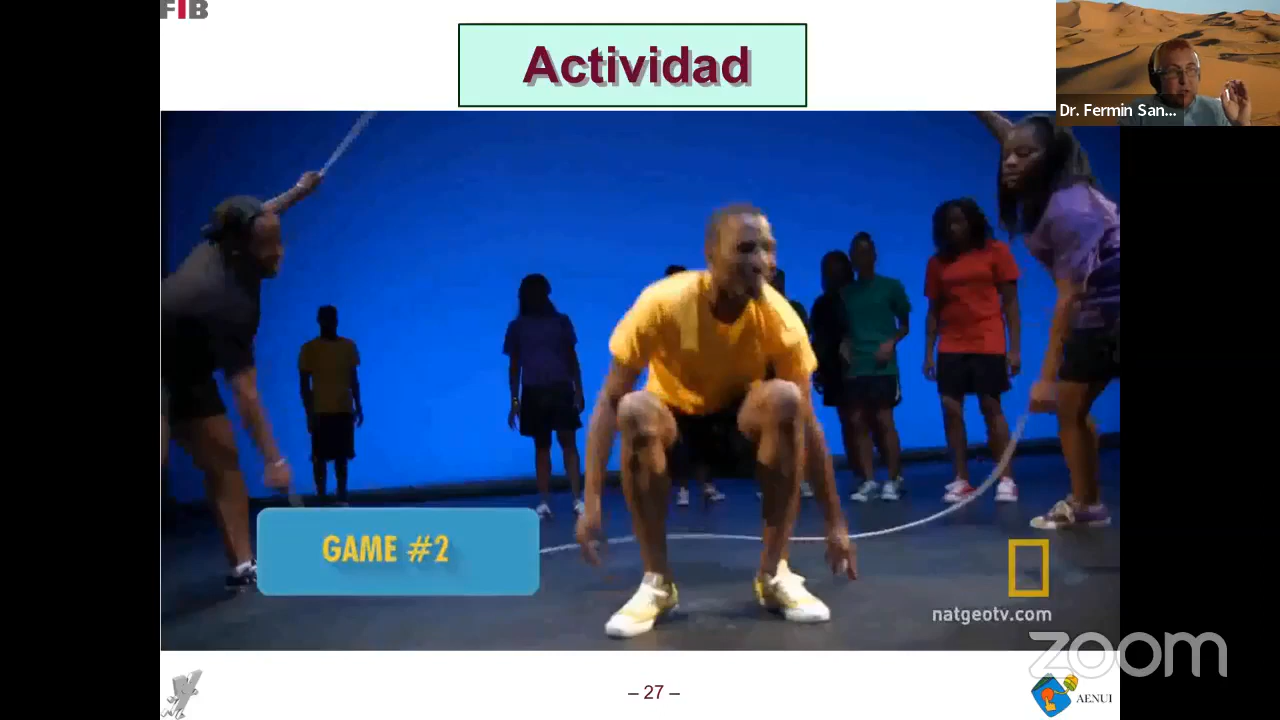 FIB
Actividad
Dr. Fermin San...
GAME #2
natgeotv.com
zoom
– 27 –
AENUI